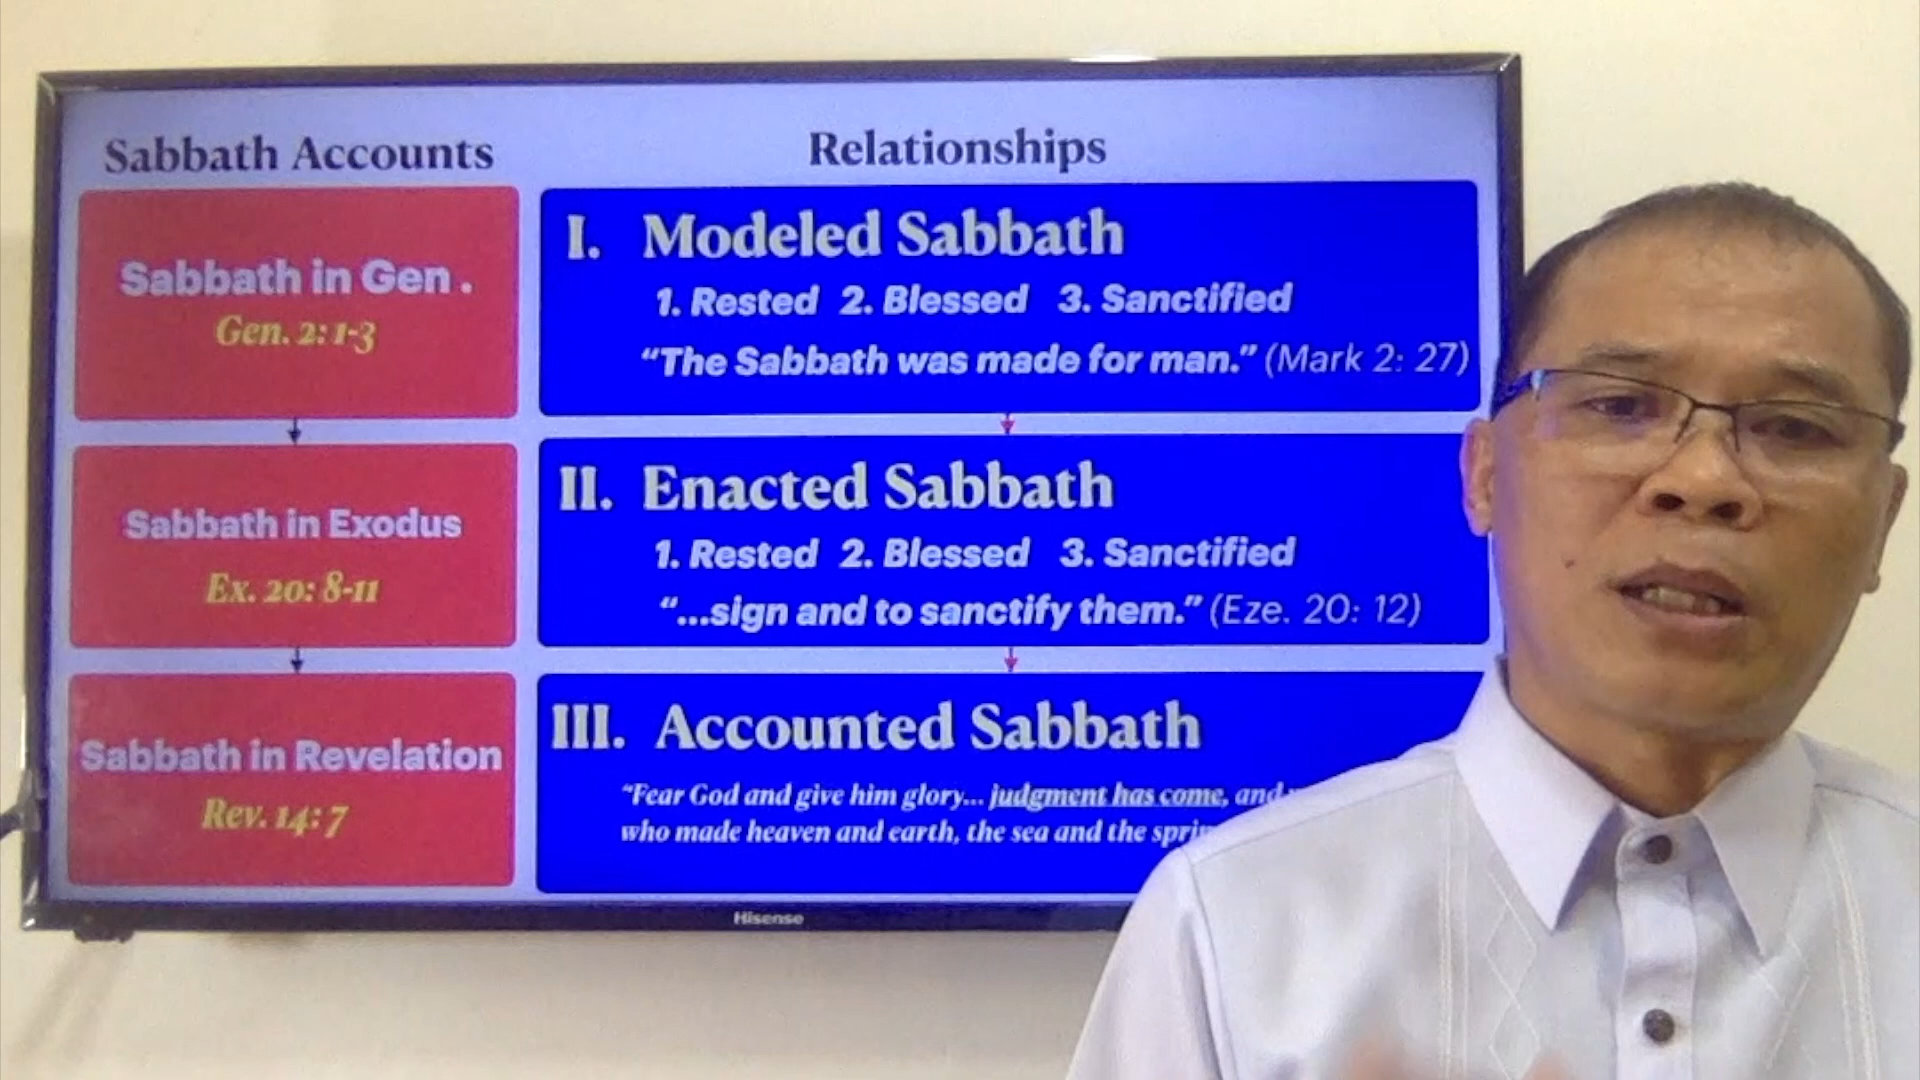 Sabbath Accounts
Relationships
Sabbath in Gen .
Gen. 2: 1-3
I. Modeled Sabbath
1. Rested 2. Blessed 3. Sanctified
“The Sabbath was made for man.” (Mark 2: 27)
Sabbath in Exodus
Ex. 20: 8-11
II. Enacted Sabbath
1. Rested 2. Blessed 3. Sanctified
“...sign and to sanctify them.” (Eze. 20: 12)
Sabbath in Revelation
Rev. 14: 7
III. Accounted Sabbath
“Fear God and give him glory... judgment has come, and
who made heaven and earth, the sea and the
Hisense